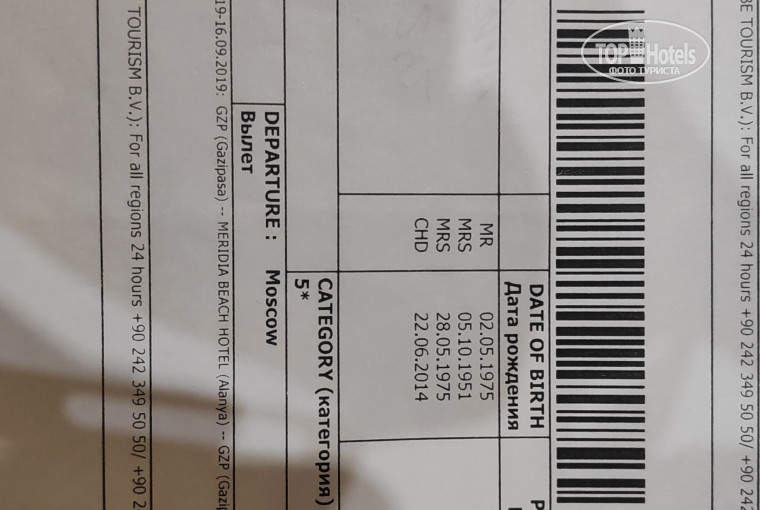 BE TOURISM B.V.): For all regions 24 hours +90 242 349 50 50/ +90 242
TOP Hotels
ФОТО ТУРИСТА
DATE OF BIRTH
Дата рождения
MR 02.05.1975
MRS 05.10.1951
MRS 28.05.1975
CHD 22.06.2014
CATEGORY (категория)
5*
DEPARTURE : Moscow
Вылет
19-16.09.2019: GZP (Gazipasa) -- MERIDIA BEACH HOTEL (Alanya) -- GZP (Gazip
TOURISM B.V.): For all regions 24 hours +90 242 349 50 50/ +90 2